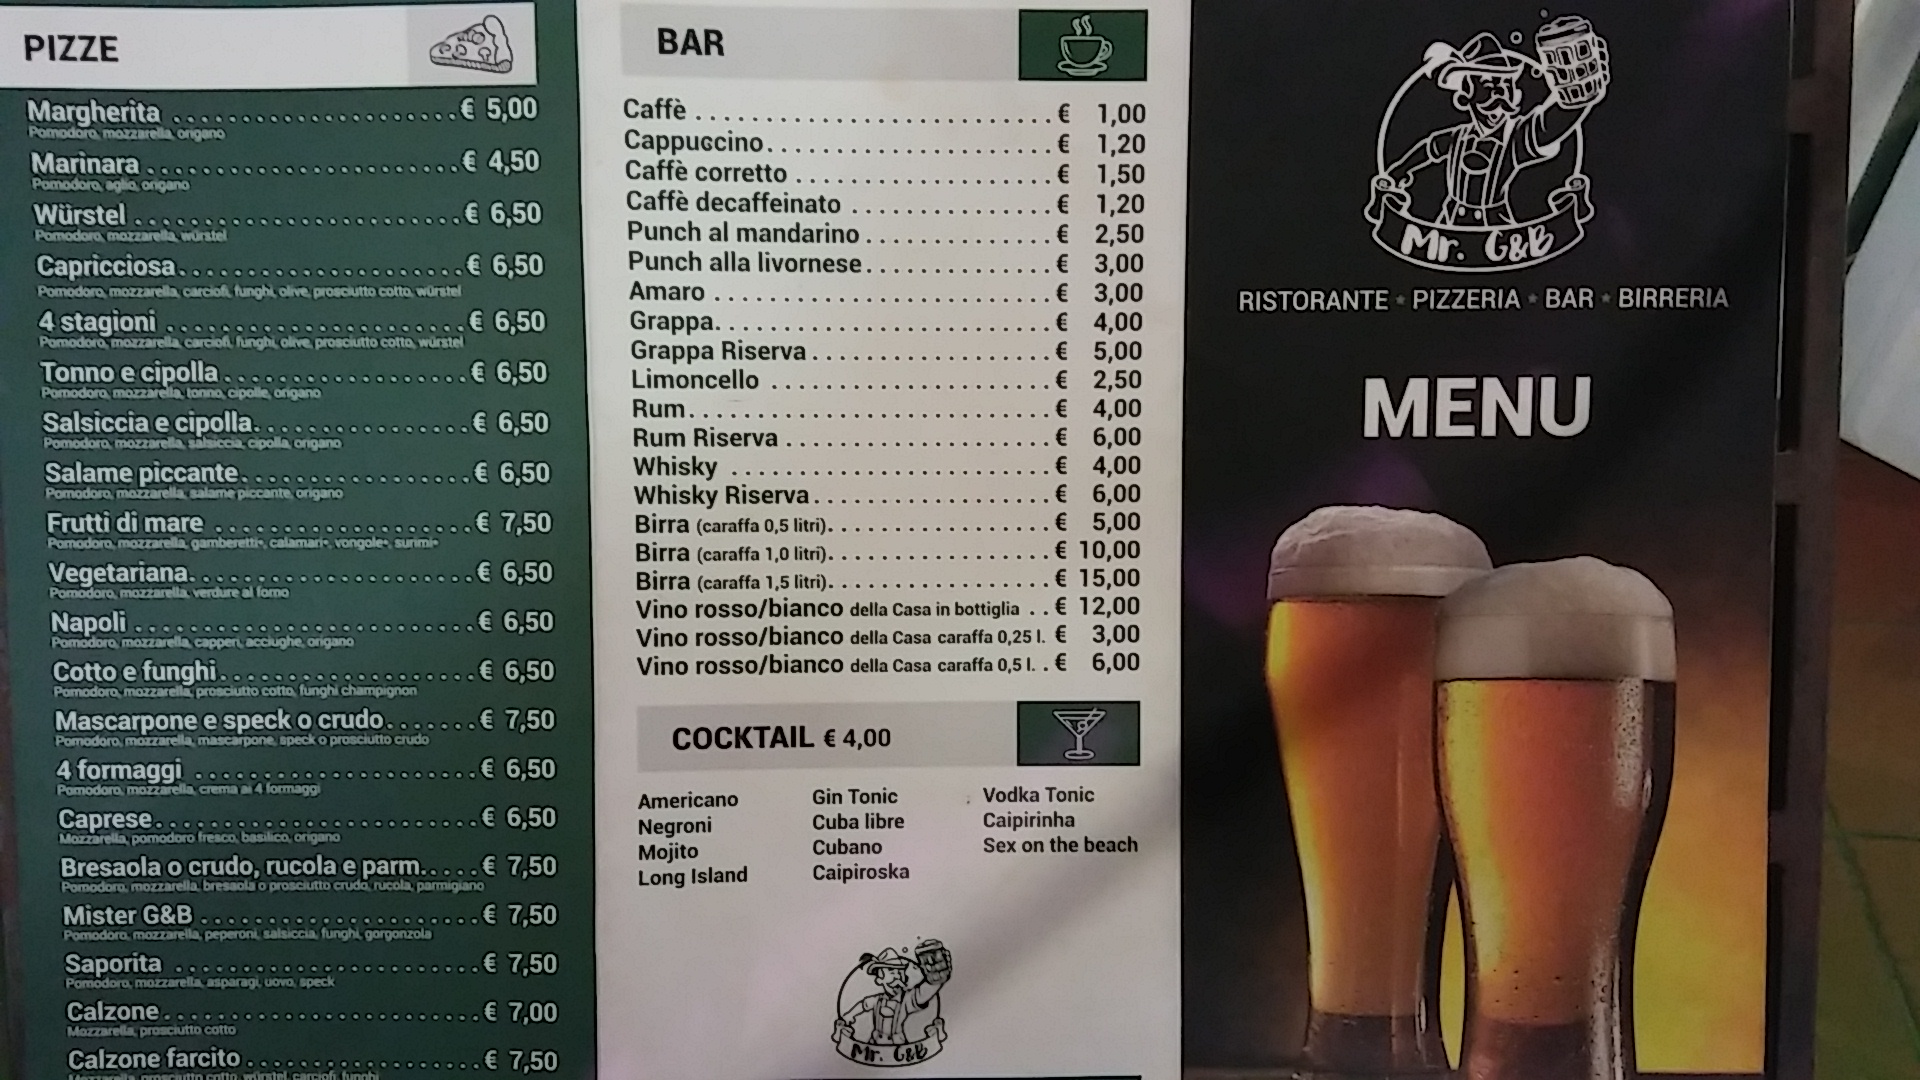 PIZZE
Margherita ........................ € 5,00
Pomodoro, mozzarella, origano
Marinara ........................ € 4,50
Pomodoro, aglio, origano
Würstel ........................ € 6,50
Pomodoro, mozzarella, würstel
Capricciosa ........................ € 6,50
Pomodoro, mozzarella, carciofi, funghi, olive, prosciutto cotto, würstel
4 stagioni ........................ € 6,50
Pomodoro, mozzarella, carciofi, funghi, olive, prosciutto cotto, würstel
Tonno e cipolla ........................ € 6,50
Pomodoro, mozzarella, tonno, cipolle, origano
Salsiccia e cipolla ........................ € 6,50
Pomodoro, mozzarella, salsiccia, cipolla, origano
Salame piccante ........................ € 6,50
Pomodoro, mozzarella, salame piccante, origano
Frutti di mare ........................ € 7,50
Pomodoro, mozzarella, gamberetti*, calamari*, vongole*, surimi*
Vegetariana ........................ € 6,50
Pomodoro, mozzarella, verdure al forno
Napoli ........................ € 6,50
Pomodoro, mozzarella, capperi, acciughe, origano
Cotto e funghi ........................ € 6,50
Pomodoro, mozzarella, prosciutto cotto, funghi champignon
Mascarpone e speck o crudo ....... € 7,50
Pomodoro, mozzarella, mascarpone, speck o prosciutto crudo
4 formaggi ........................ € 6,50
Pomodoro, mozzarella, crema ai 4 formaggi
Caprese ........................ € 6,50
Mozzarella, pomodoro fresco, basilico, origano
Bresaola o crudo, rucola e parm. .... € 7,50
Pomodoro, mozzarella, bresaola o prosciutto crudo, rucola, parmigiano
Mister G&B ........................ € 7,50
Pomodoro, mozzarella, peperoni, salsiccia, funghi, gorgonzola
Saporita ........................ € 7,50
Pomodoro, mozzarella, asparagi, uovo, speck
Calzone ........................ € 7,00
Mozzarella, prosciutto cotto
Calzone farcito ........................ € 7,50
Mozzarella, prosciutto cotto, würstel, carciofi, funghi
BAR
Caffè ........................ € 1,00
Cappuccino ........................ € 1,20
Caffè corretto ........................ € 1,50
Caffè decaffeinato ........................ € 1,20
Punch al mandarino ........................ € 2,50
Punch alla livornese ........................ € 3,00
Amaro ........................ € 3,00
Grappa ........................ € 4,00
Grappa Riserva ........................ € 5,00
Limoncello ........................ € 2,50
Rum ........................ € 4,00
Rum Riserva ........................ € 6,00
Whisky ........................ € 4,00
Whisky Riserva ........................ € 6,00
Birra (caraffa 0,5 litri) ........................ € 5,00
Birra (caraffa 1,0 litri) ........................ € 10,00
Birra (caraffa 1,5 litri) ........................ € 15,00
Vino rosso/bianco della Casa in bottiglia .. € 12,00
Vino rosso/bianco della Casa caraffa 0,25 l. € 3,00
Vino rosso/bianco della Casa caraffa 0,5 l. . € 6,00
COCKTAIL € 4,00
Americano
Negroni
Mojito
Long Island
Gin Tonic
Cuba libre
Cubano
Caipiroska
Vodka Tonic
Caipirinha
Sex on the beach
Mr. G&B
Mr. G&B
RISTORANTE * PIZZERIA * BAR * BIRRERIA
MENU